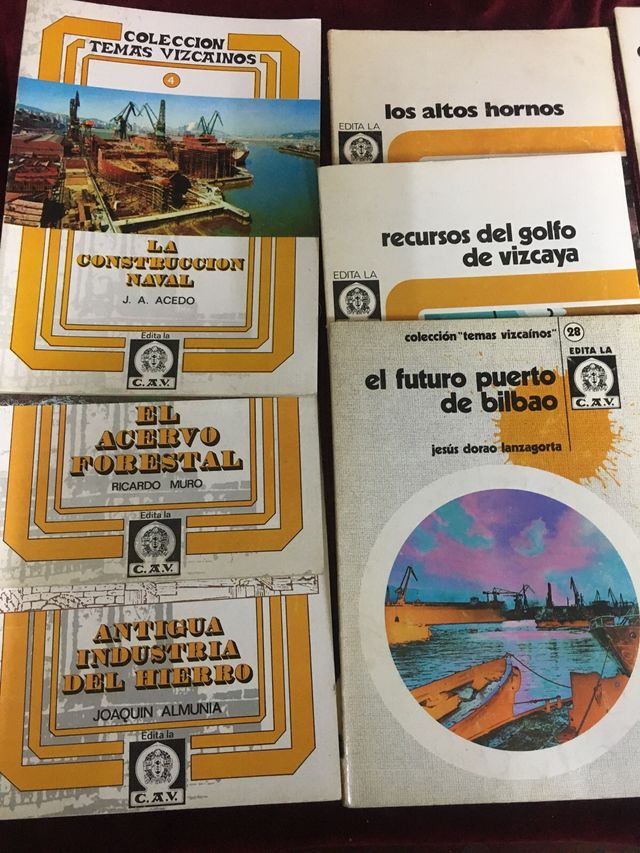 COLECCION
TEMAS VIZCAINOS
4
LA
CONSTRUCCION
NAVAL
J. A. ACEDO
Edita la
C.A.V.
EL
ACERVO
FORESTAL
RICARDO MURO
Edita la
C.A.V.
ANTIGUA
INDUSTRIA
DEL HIERRO
JOAQUIN ALMUNIA
Edita la
C.A.V.
los altos hornos
EDITA LA
recursos del golfo
de vizcaya
EDITA LA
colección "temas vizcaínos"
28
EDITA LA
C.A.V.
el futuro puerto
de bilbao
jesús dorao lanzagorta